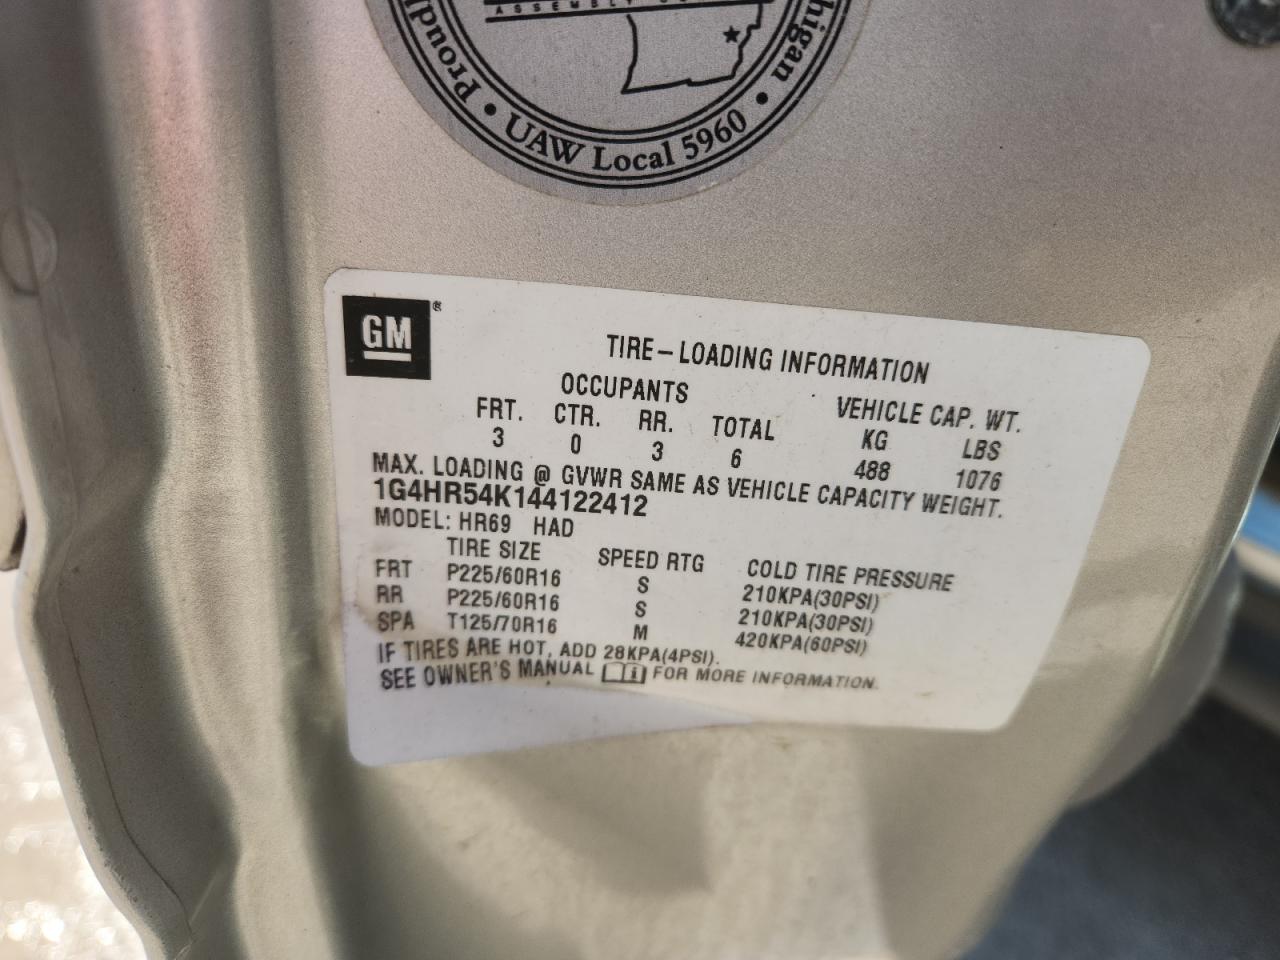 ASSEMBLY
Proudl
UAW Local 5960
higan
GM®
TIRE-LOADING INFORMATION
OCCUPANTS VEHICLE CAP. WT.
FRT. CTR. RR. TOTAL KG LBS
3 0 3 6 488 1076
MAX. LOADING @ GVWR SAME AS VEHICLE CAPACITY WEIGHT.
1G4HR54K144122412
MODEL: HR69 HAD
TIRE SIZE SPEED RTG COLD TIRE PRESSURE
FRT P225/60R16 S 210KPA(30PSI)
RR P225/60R16 S 210KPA(30PSI)
SPA T125/70R16 M 420KPA(60PSI)
IF TIRES ARE HOT, ADD 28KPA(4PSI).
SEE OWNER'S MANUAL FOR MORE INFORMATION.